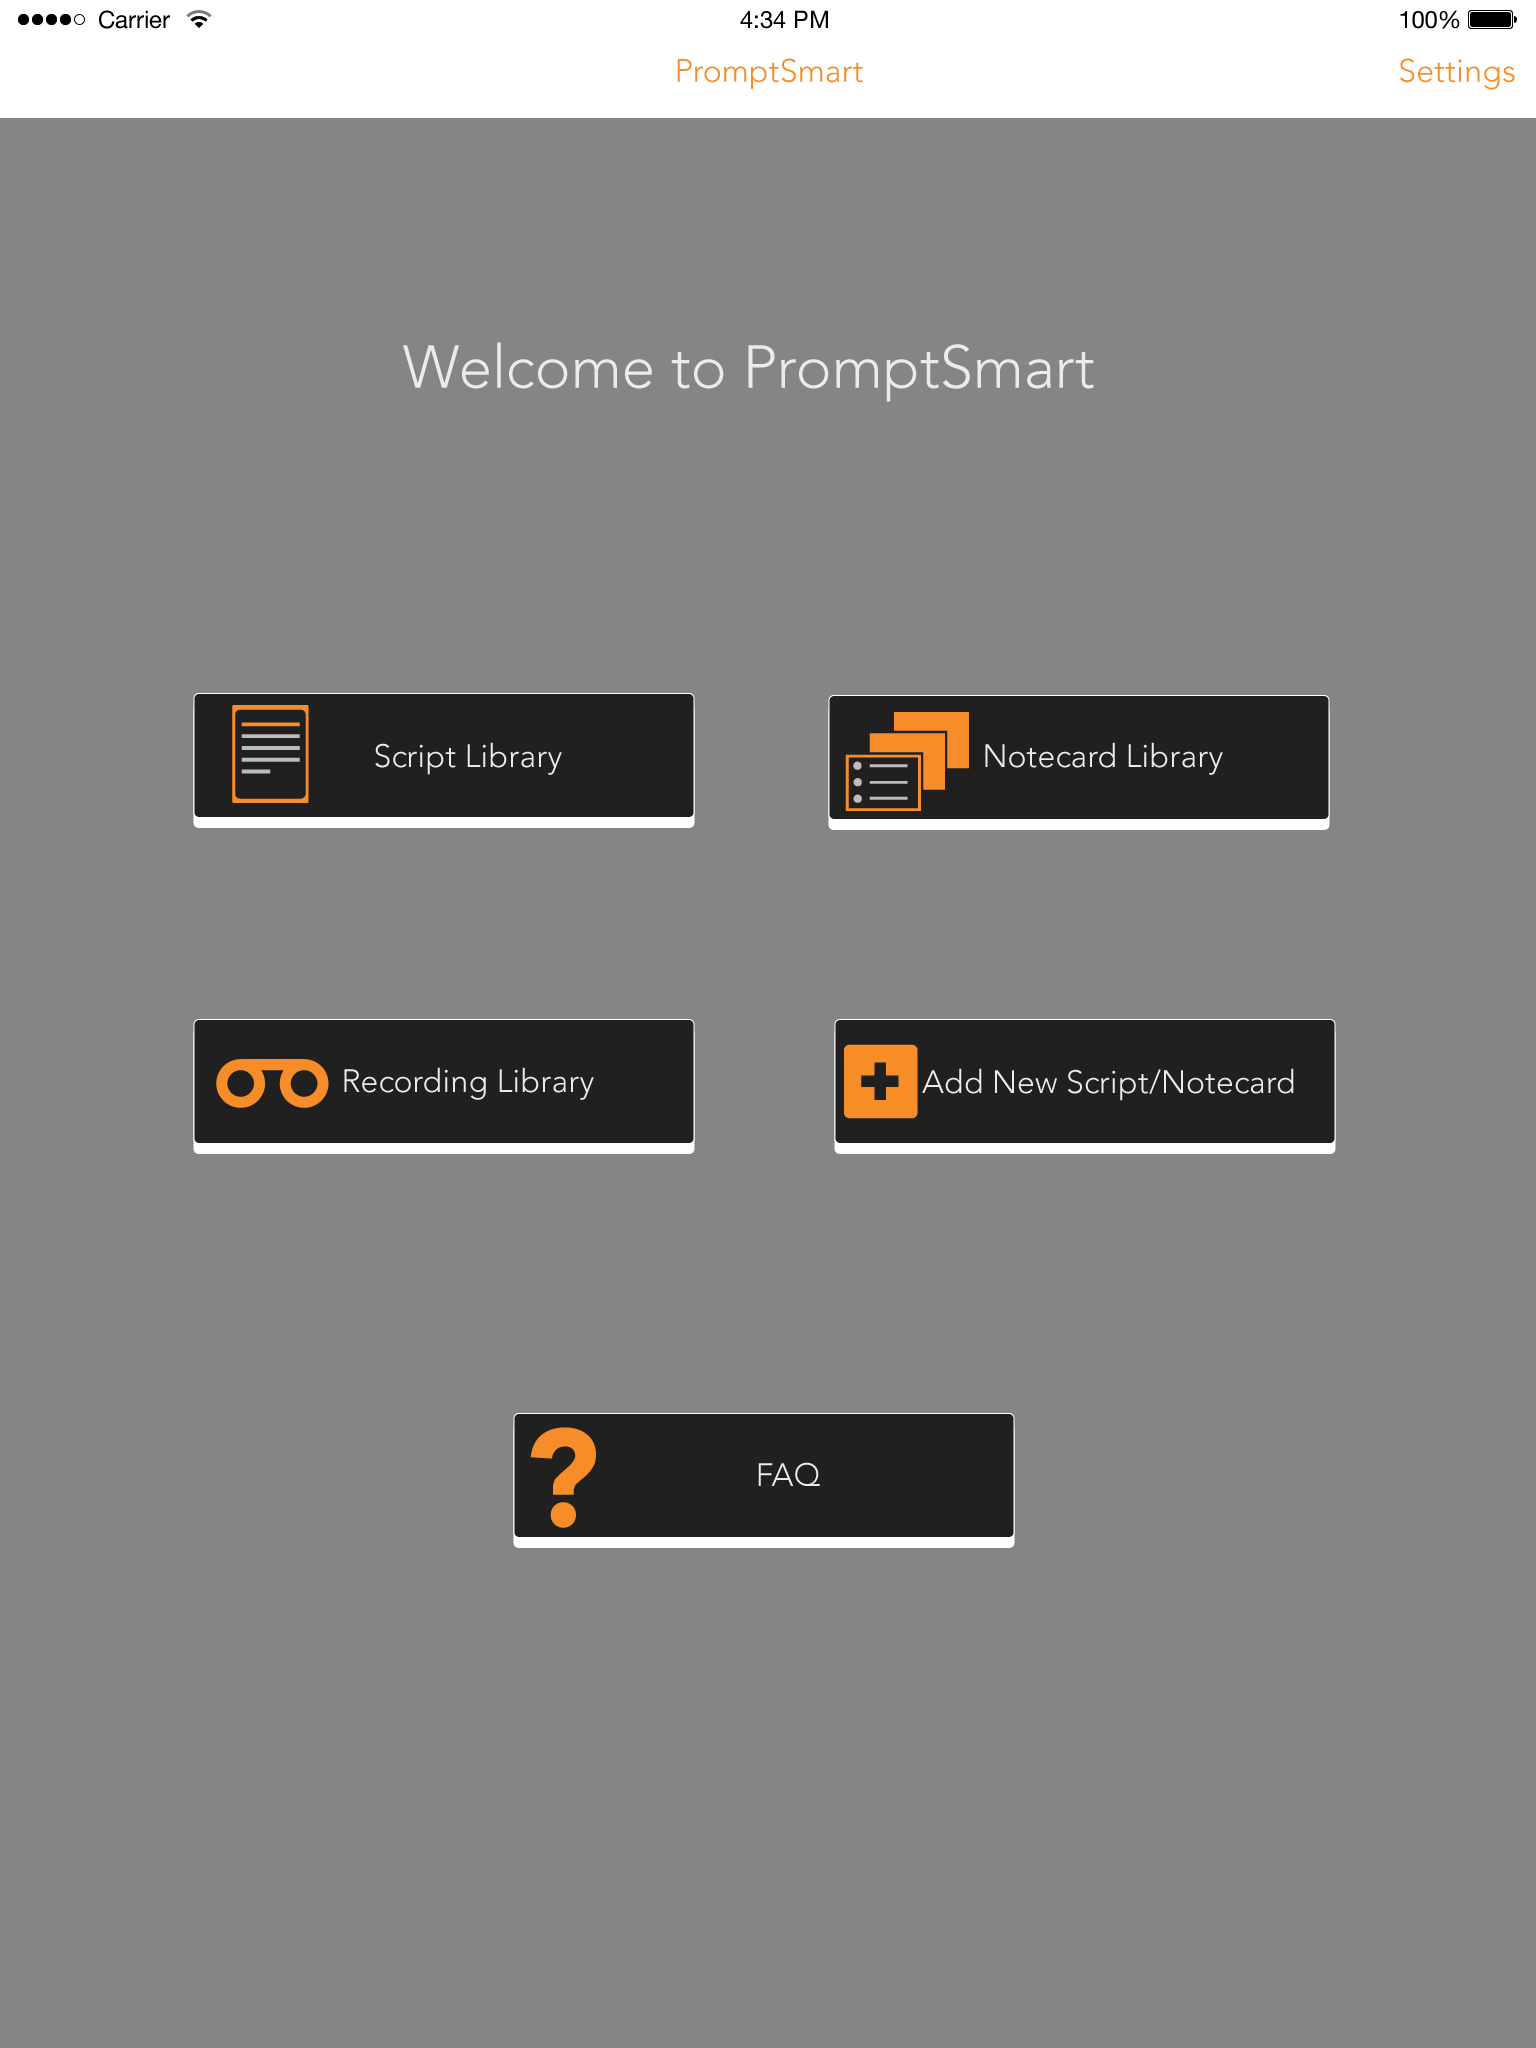 Carrier 4:34 PM 100%
PromptSmart Settings
Welcome to PromptSmart
Script Library
Notecard Library
Recording Library
Add New Script/Notecard
? FAQ